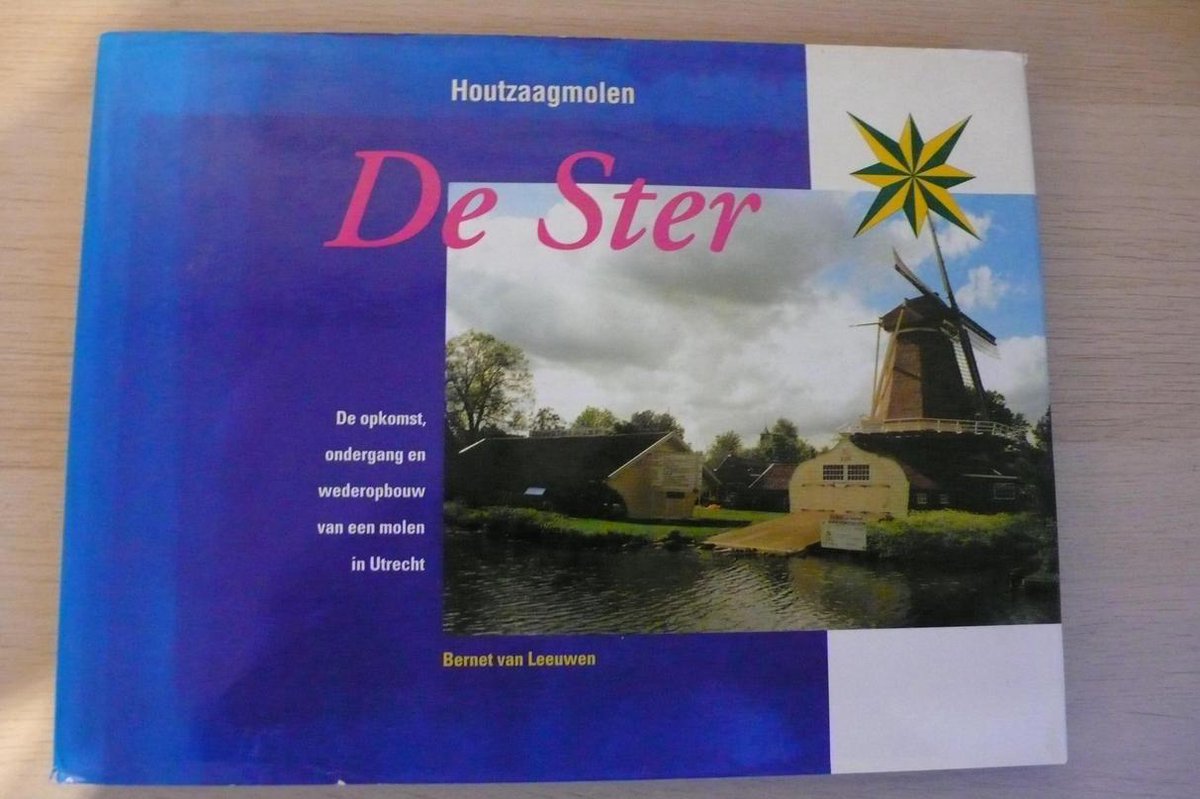 Houtzaagmolen
De Ster
De opkomst,
ondergang en
wederopbouw
van een molen
in Utrecht
Bernet van Leeuwen